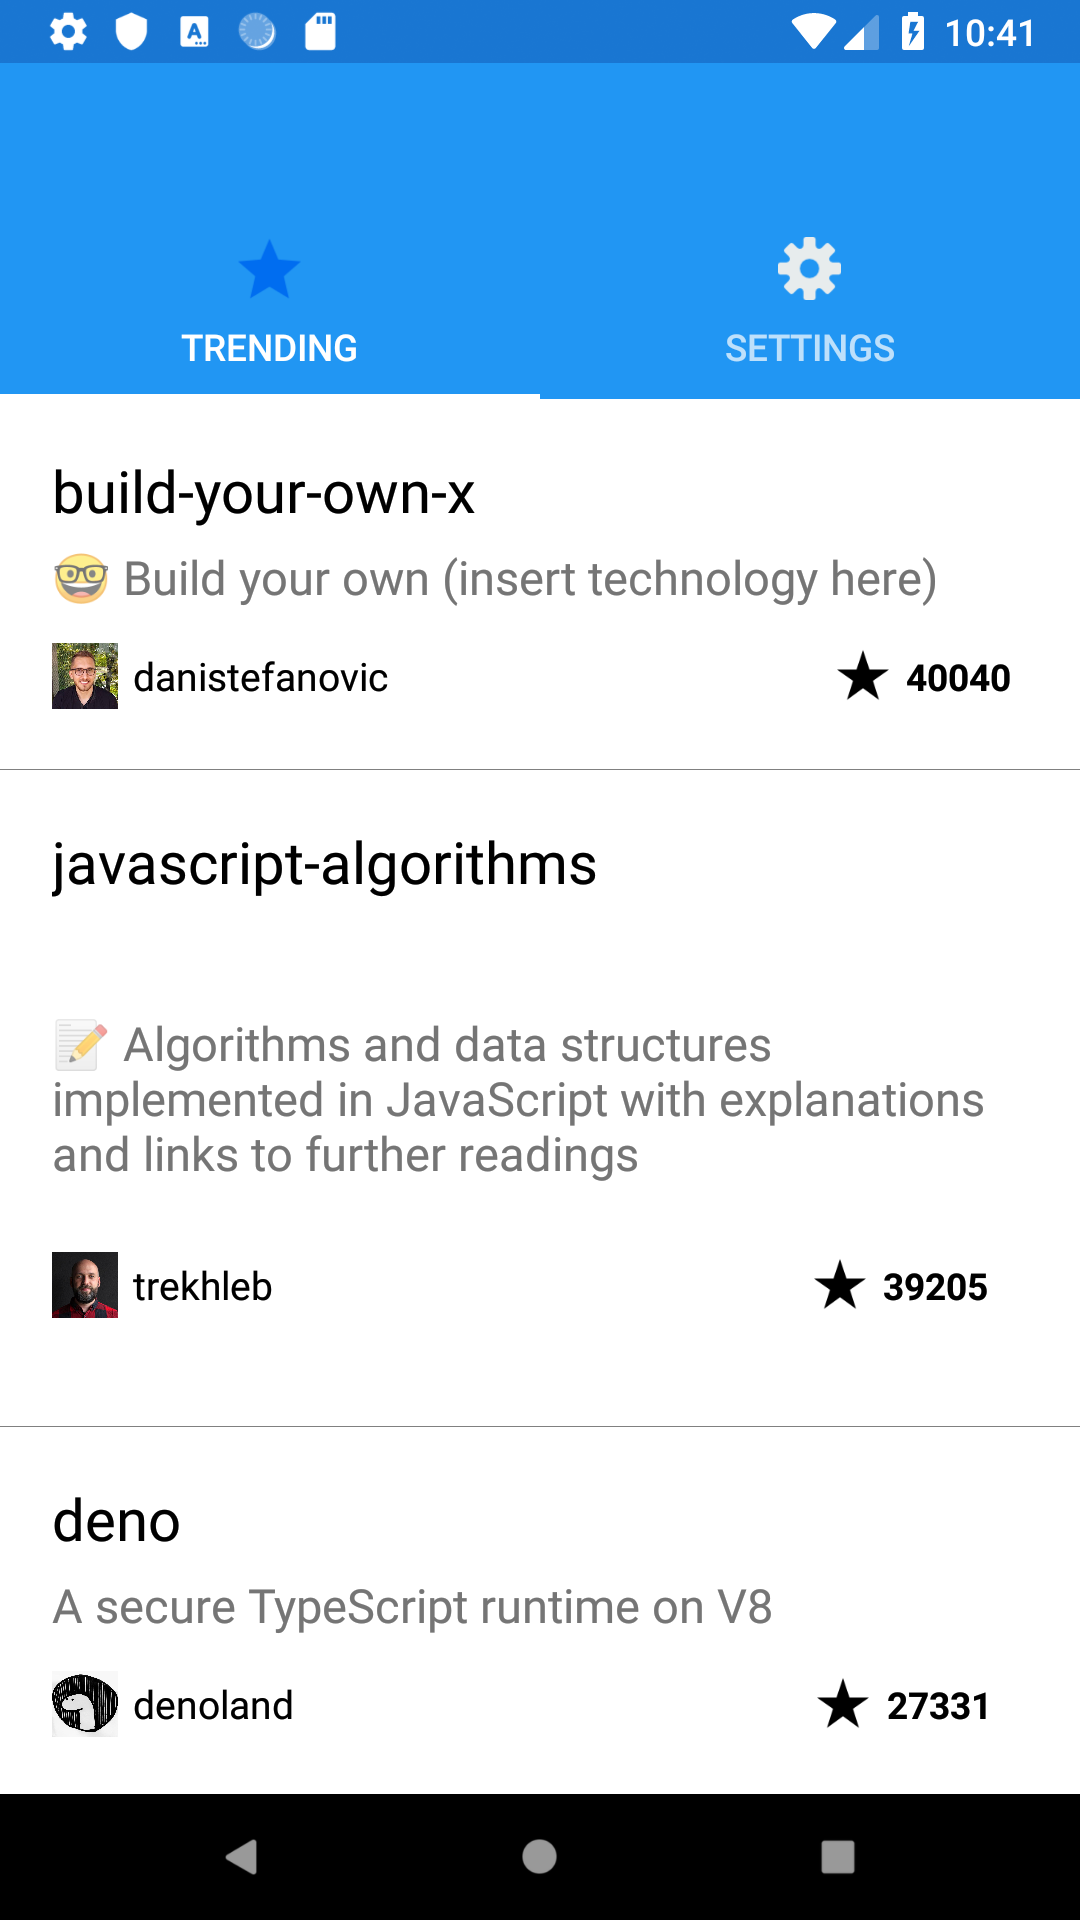 10:41
TRENDING
SETTINGS
build-your-own-x
🤓 Build your own (insert technology here)
danistefanovic
★ 40040
javascript-algorithms
📝 Algorithms and data structures
implemented in JavaScript with explanations
and links to further readings
trekhleb
★ 39205
deno
A secure TypeScript runtime on V8
denoland
★ 27331